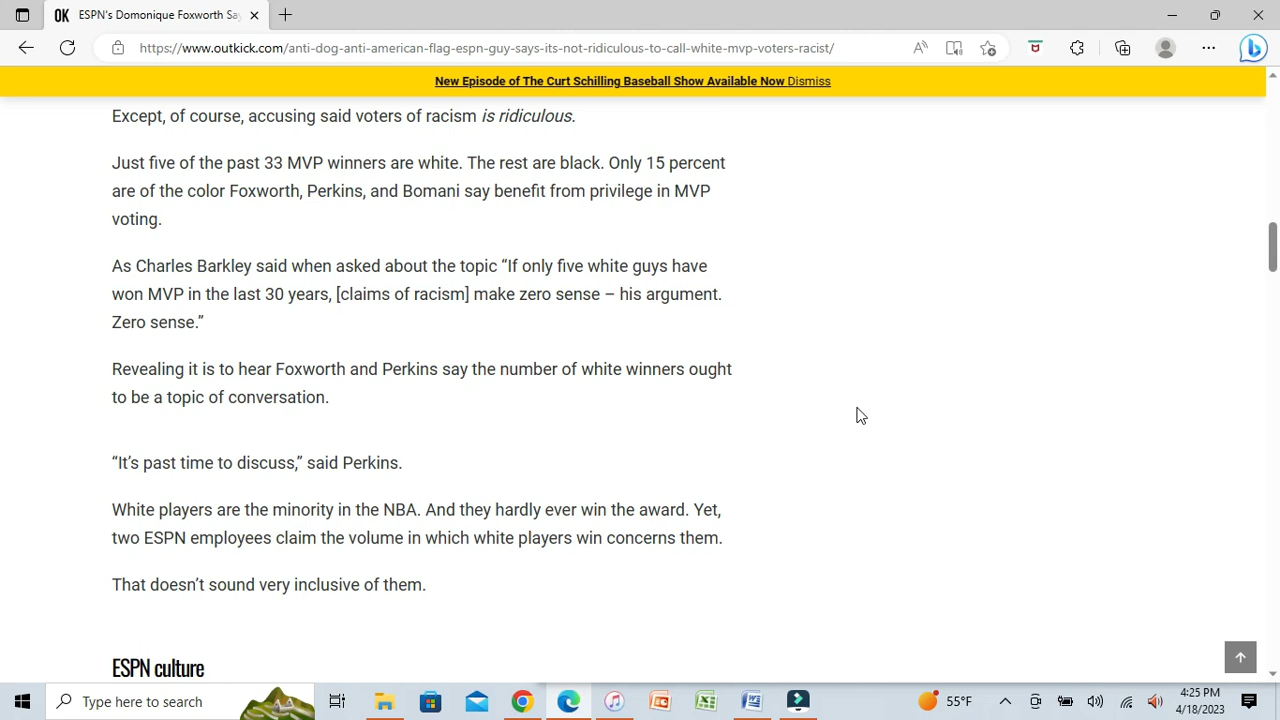 OK ESPN's Domonique Foxworth Say
https://www.outkick.com/anti-dog-anti-american-flag-espn-guy-says-its-not-ridiculous-to-call-white-mvp-voters-racist/
New Episode of The Curt Schilling Baseball Show Available Now Dismiss
Except, of course, accusing said voters of racism is ridiculous.
Just five of the past 33 MVP winners are white. The rest are black. Only 15 percent
are of the color Foxworth, Perkins, and Bomani say benefit from privilege in MVP
voting.
As Charles Barkley said when asked about the topic “If only five white guys have
won MVP in the last 30 years, [claims of racism] make zero sense – his argument.
Zero sense.”
Revealing it is to hear Foxworth and Perkins say the number of white winners ought
to be a topic of conversation.
“It’s past time to discuss,” said Perkins.
White players are the minority in the NBA. And they hardly ever win the award. Yet,
two ESPN employees claim the volume in which white players win concerns them.
That doesn’t sound very inclusive of them.
ESPN culture
Type here to search
55°F
4:25 PM
4/18/2023